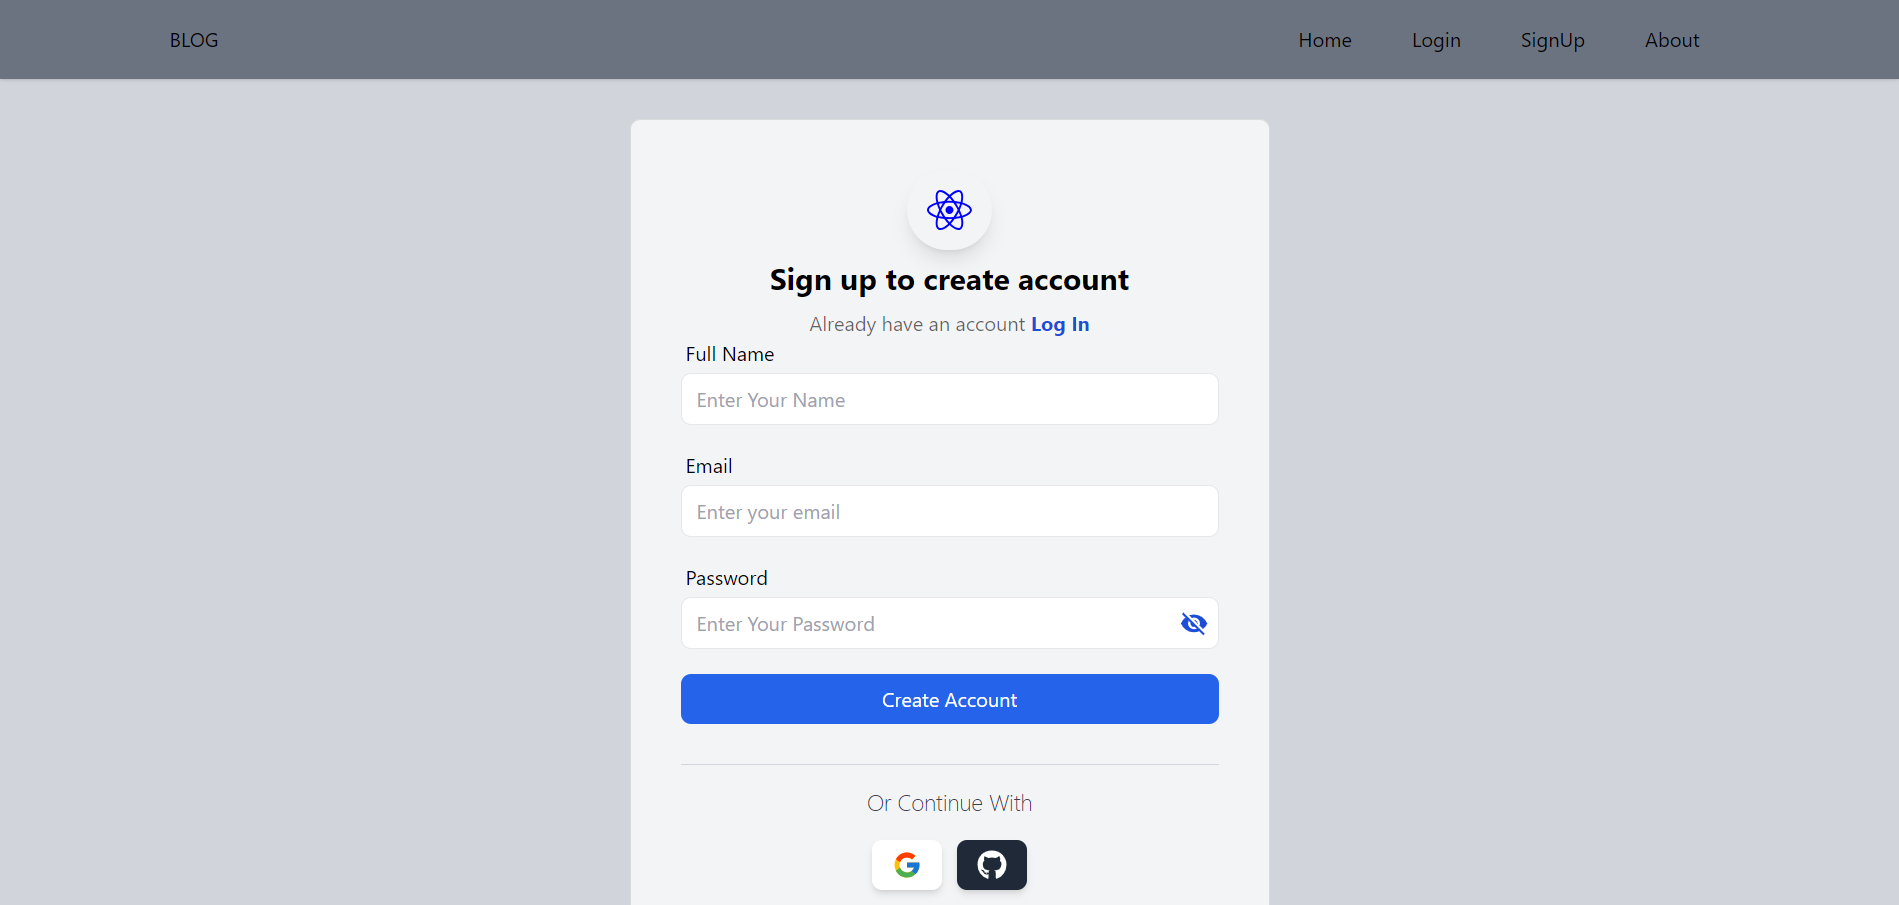 BLOG
Home
Login
SignUp
About
Sign up to create account
Already have an account Log In
Full Name
Enter Your Name
Email
Enter your email
Password
Enter Your Password
Create Account
Or Continue With